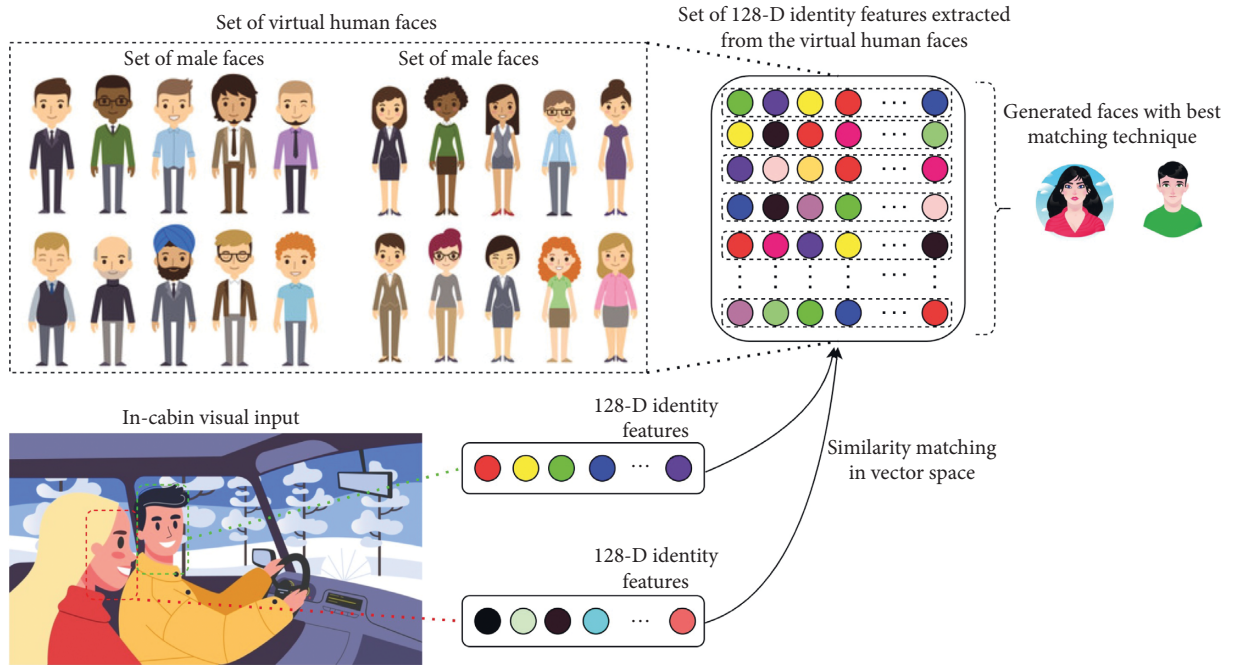 Set of virtual human faces
Set of male faces
Set of male faces
Set of 128-D identity features extracted
from the virtual human faces
Generated faces with best
matching technique
In-cabin visual input
128-D identity
features
Similarity matching
in vector space
128-D identity
features